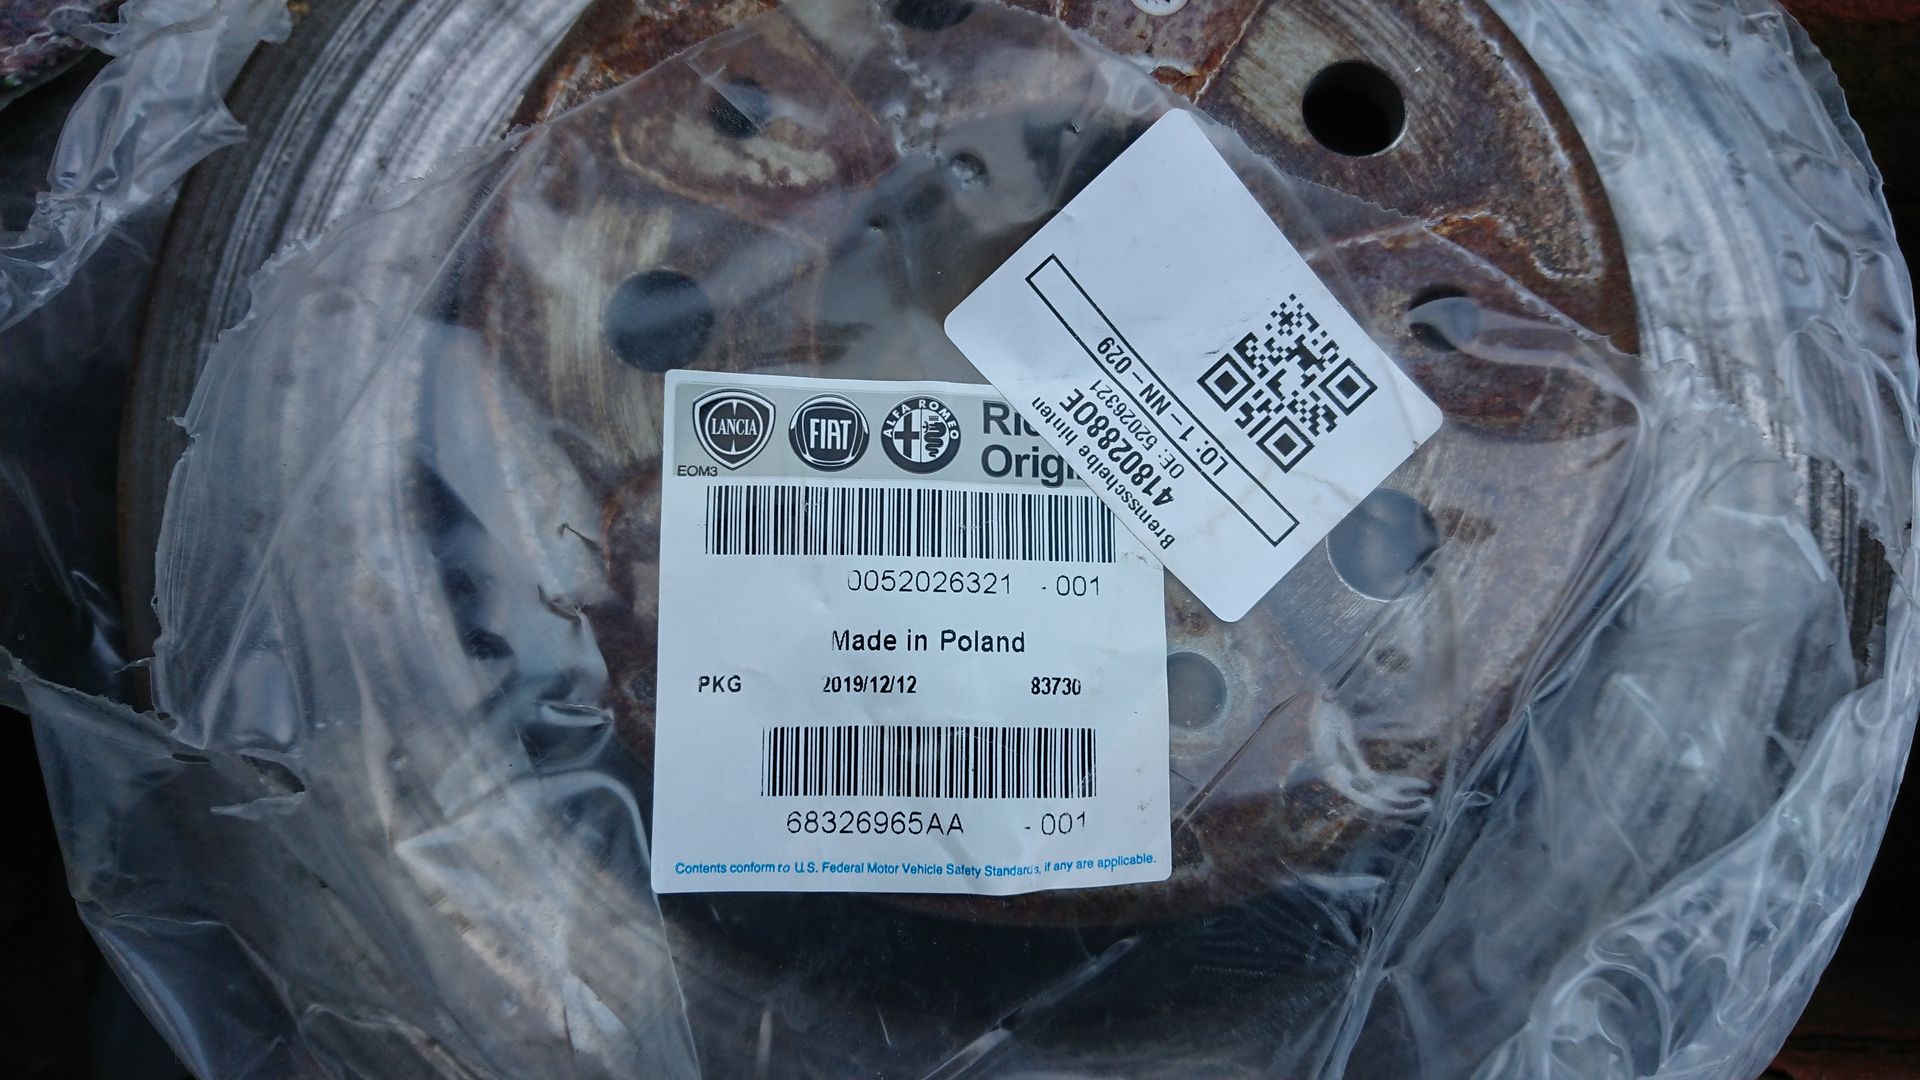 LANCIA
FIAT
ALFA ROMEO
EOM3
0052026321 - 001
Made in Poland
PKG 2019/12/12 83730
68326965AA - 001
Contents conform to U.S. Federal Motor Vehicle Safety Standards, if any are applicable.
Bremsscheibe hinten
41802880E
OE: 52026321
LO: 1 – NN – 029